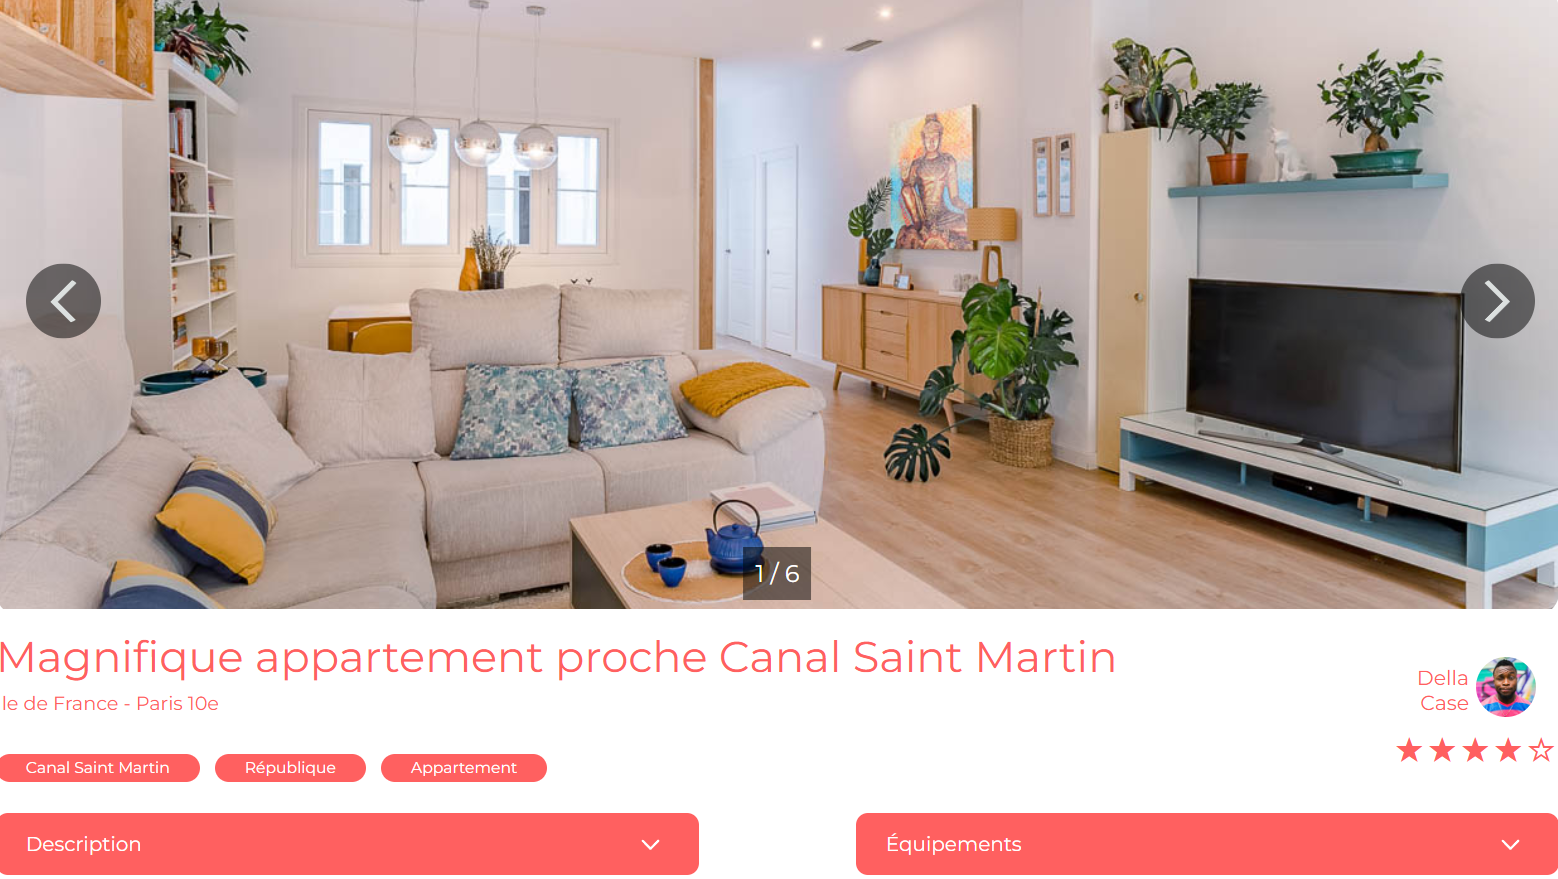 1 / 6
Magnifique appartement proche Canal Saint Martin
le de France - Paris 10e
Della
Case
Canal Saint Martin
République
Appartement
Description
Équipements